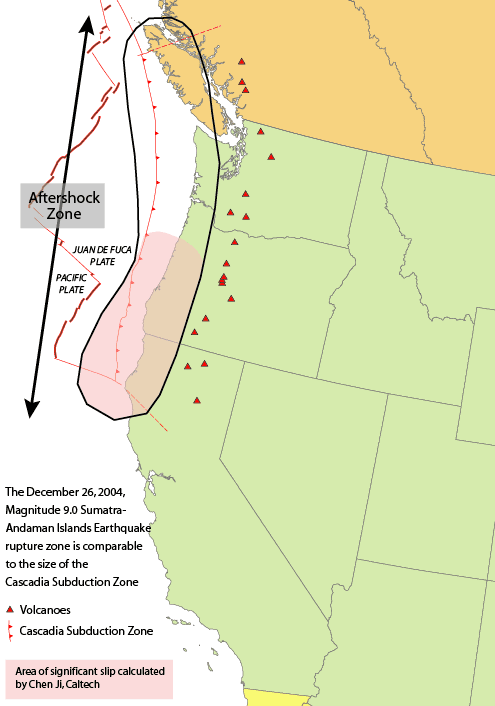 Aftershock
Zone
JUAN DE FUCA
PLATE
PACIFIC
PLATE
The December 26, 2004,
Magnitude 9.0 Sumatra-
Andaman Islands Earthquake
rupture zone is comparable
to the size of the
Cascadia Subduction Zone
Volcanoes
Cascadia Subduction Zone
Area of significant slip calculated
by Chen Ji, Caltech